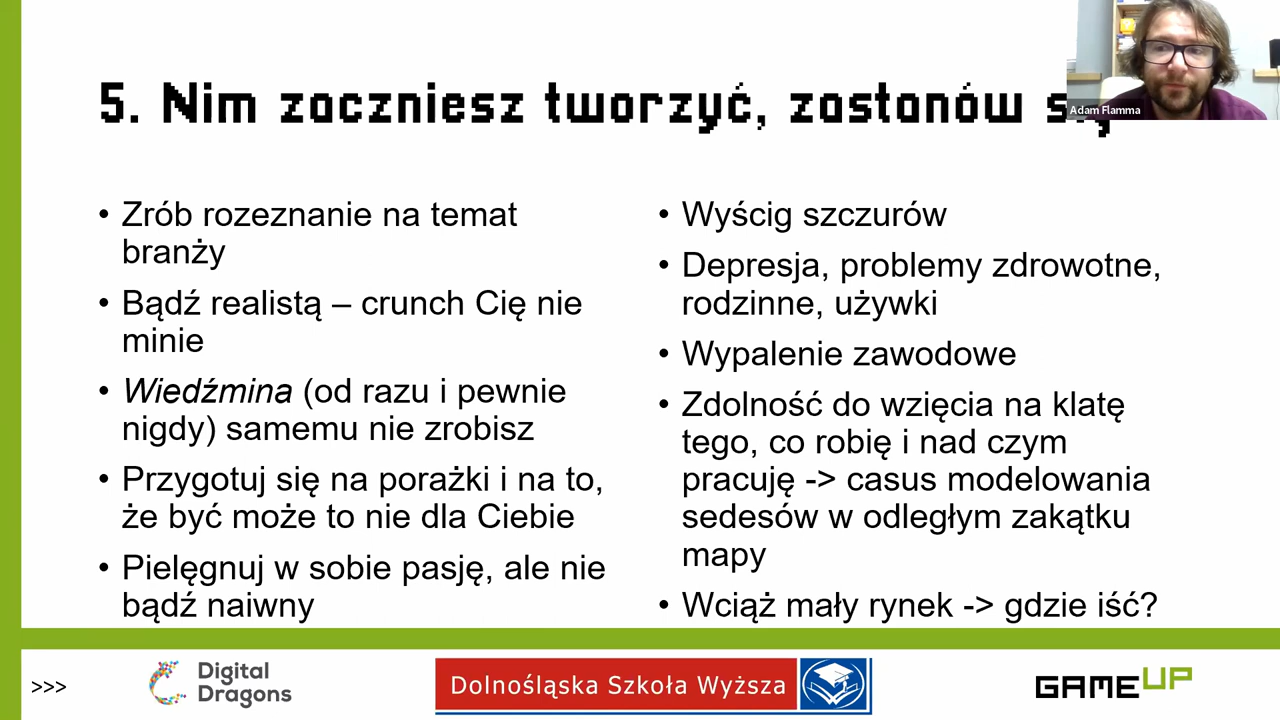 5. Nim zaczniesz tworzyć, zastanów się
Adam Flamma
• Zrób rozeznanie na temat
branży
• Bądź realistą – crunch Cię nie
minie
• Wiedźmina (od razu i pewnie
nigdy) samemu nie zrobisz
• Przygotuj się na porażki i na to,
że być może to nie dla Ciebie
• Pielęgnuj w sobie pasję, ale nie
bądź naiwny
• Wyścig szczurów
• Depresja, problemy zdrowotne,
rodzinne, używki
• Wypalenie zawodowe
• Zdolność do wzięcia na klatę
tego, co robię i nad czym
pracuję -> casus modelowania
sedesów w odległym zakątku
mapy
• Wciąż mały rynek -> gdzie iść?
>>>
Digital
Dragons
Dolnośląska Szkoła Wyższa
GAMEUP